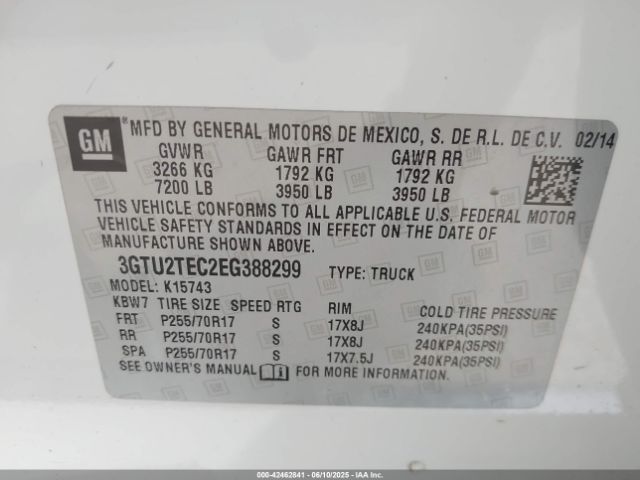 GM
MFD BY GENERAL MOTORS DE MEXICO, S. DE R.L. DE C.V. 02/14
GVWR GAWR FRT GAWR RR
3266 KG 1792 KG 1792 KG
7200 LB 3950 LB 3950 LB
THIS VEHICLE CONFORMS TO ALL APPLICABLE U.S. FEDERAL MOTOR
VEHICLE SAFETY STANDARDS IN EFFECT ON THE DATE OF
MANUFACTURE SHOWN ABOVE.
3GTU2TEC2EG388299 TYPE: TRUCK
MODEL: K15743
KBW7 TIRE SIZE SPEED RTG RIM COLD TIRE PRESSURE
FRT P255/70R17 S 17X8J 240KPA(35PSI)
RR P255/70R17 S 17X8J 240KPA(35PSI)
SPA P255/70R17 S 17X7.5J 240KPA(35PSI)
SEE OWNER'S MANUAL FOR MORE INFORMATION.
000-42462841 - 06/10/2025 - IAAI.COM